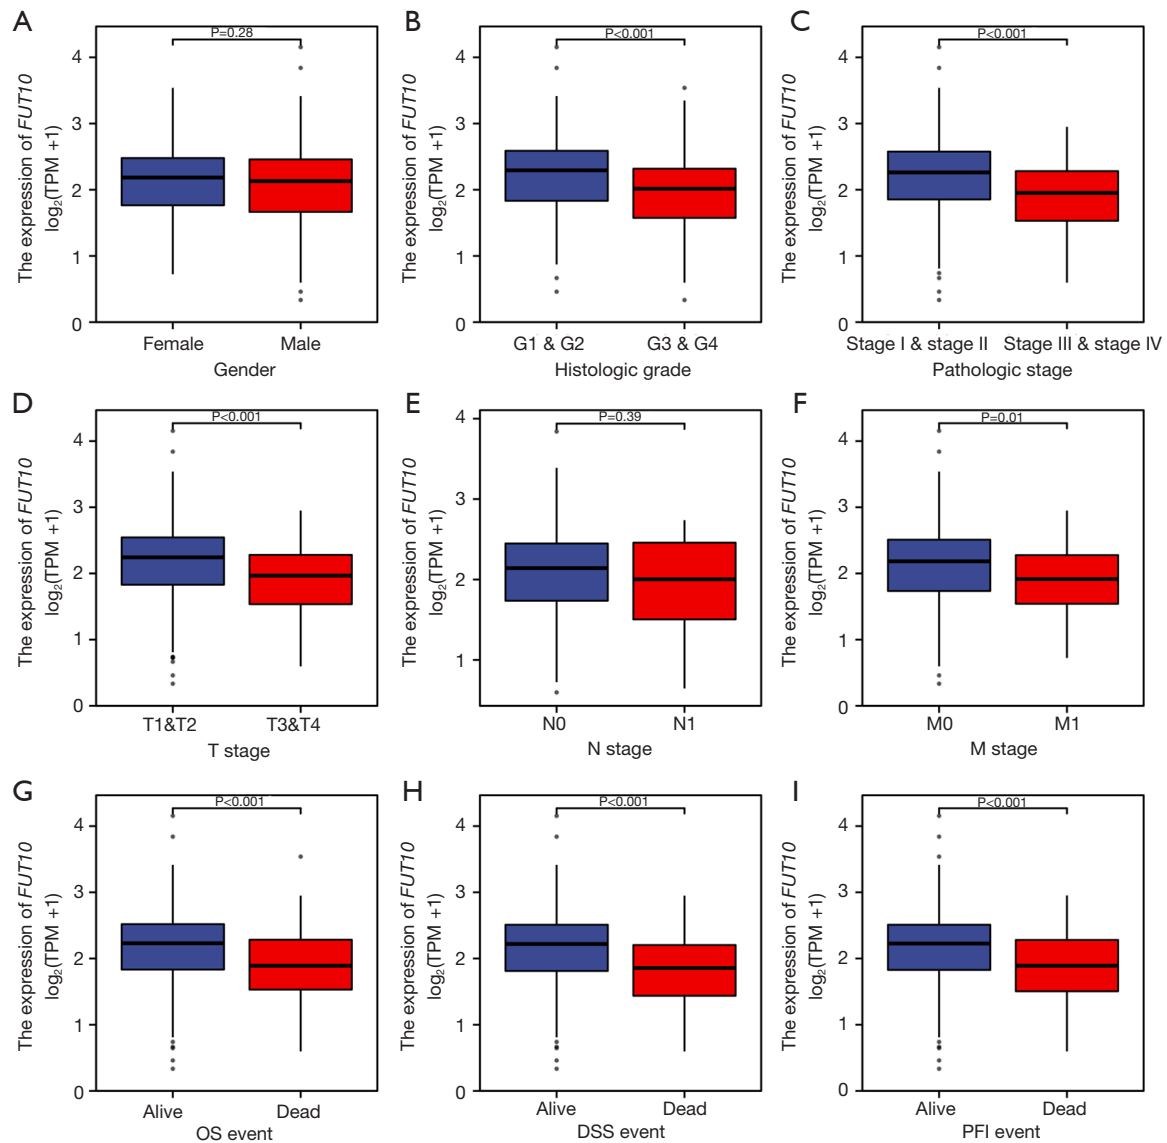 A
The expression of FUT10
log₂(TPM +1)
P=0.28
4
3
2
1
0
Female Male
Gender
B
The expression of FUT10
log₂(TPM +1)
P<0.001
4
3
2
1
0
G1 & G2 G3 & G4
Histologic grade
C
The expression of FUT10
log₂(TPM +1)
P<0.001
4
3
2
1
0
Stage I & stage II Stage III & stage IV
Pathologic stage
D
The expression of FUT10
log₂(TPM +1)
P<0.001
4
3
2
1
0
T1&T2 T3&T4
T stage
E
The expression of FUT10
log₂(TPM +1)
P=0.39
4
3
2
1
N0 N1
N stage
F
The expression of FUT10
log₂(TPM +1)
P=0.01
4
3
2
1
0
M0 M1
M stage
G
The expression of FUT10
log₂(TPM +1)
P<0.001
4
3
2
1
0
Alive Dead
OS event
H
The expression of FUT10
log₂(TPM +1)
P<0.001
4
3
2
1
0
Alive Dead
DSS event
I
The expression of FUT10
log₂(TPM +1)
P<0.001
4
3
2
1
0
Alive Dead
PFI event